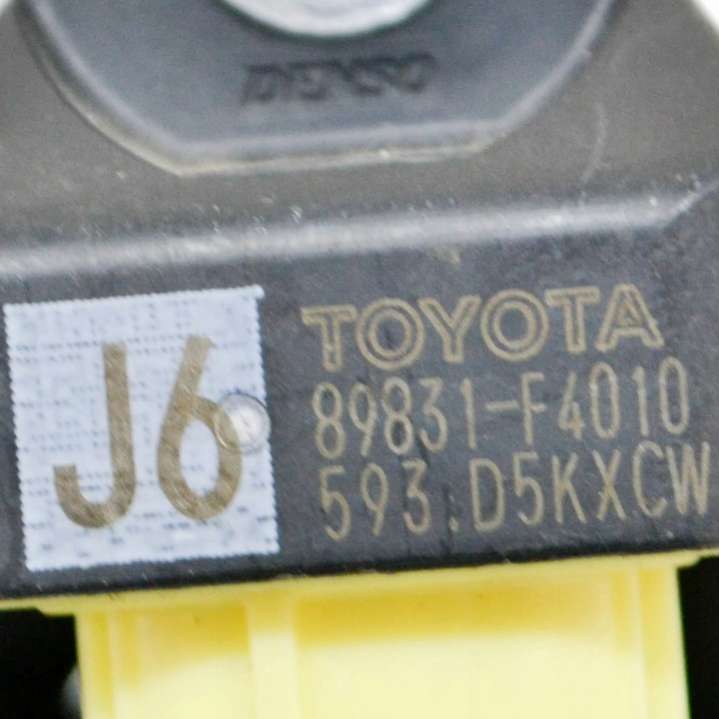 DENSO
J6
TOYOTA
89831-F4010
593.D5KXCW